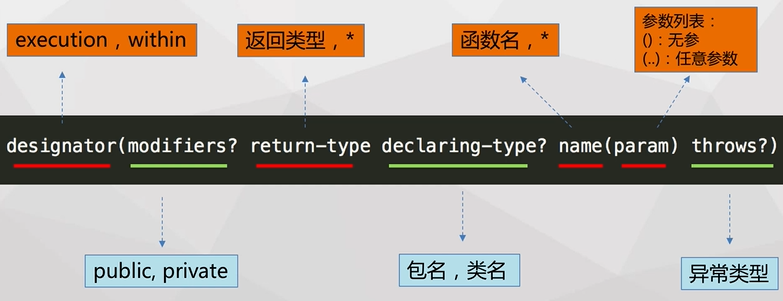 execution，within
返回类型，*
函数名，*
参数列表：
()：无参
(..)：任意参数
designator(modifiers? return-type declaring-type? name(param) throws?)
public, private
包名，类名
异常类型